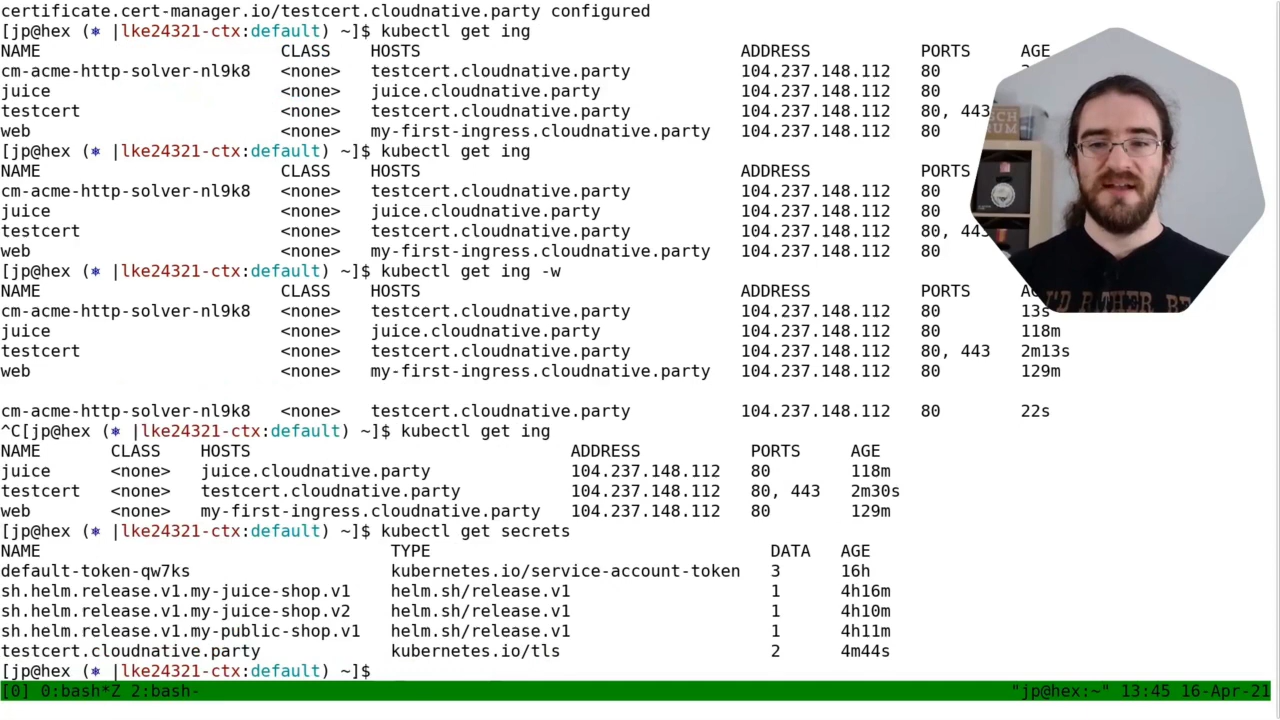 certificate.cert-manager.io/testcert.cloudnative.party configured
[jp@hex (⎈ |lke24321-ctx:default) ~]$ kubectl get ing
NAME CLASS HOSTS ADDRESS PORTS AGE
cm-acme-http-solver-nl9k8 <none> testcert.cloudnative.party 104.237.148.112 80
juice <none> juice.cloudnative.party 104.237.148.112 80
testcert <none> testcert.cloudnative.party 104.237.148.112 80, 443
web <none> my-first-ingress.cloudnative.party 104.237.148.112 80
[jp@hex (⎈ |lke24321-ctx:default) ~]$ kubectl get ing
NAME CLASS HOSTS ADDRESS PORTS
cm-acme-http-solver-nl9k8 <none> testcert.cloudnative.party 104.237.148.112 80
juice <none> juice.cloudnative.party 104.237.148.112 80
testcert <none> testcert.cloudnative.party 104.237.148.112 80, 443
web <none> my-first-ingress.cloudnative.party 104.237.148.112 80
[jp@hex (⎈ |lke24321-ctx:default) ~]$ kubectl get ing -w
NAME CLASS HOSTS ADDRESS PORTS
cm-acme-http-solver-nl9k8 <none> testcert.cloudnative.party 104.237.148.112 80 13s
juice <none> juice.cloudnative.party 104.237.148.112 80 118m
testcert <none> testcert.cloudnative.party 104.237.148.112 80, 443 2m13s
web <none> my-first-ingress.cloudnative.party 104.237.148.112 80 129m
cm-acme-http-solver-nl9k8 <none> testcert.cloudnative.party 104.237.148.112 80 22s
^C[jp@hex (⎈ |lke24321-ctx:default) ~]$ kubectl get ing
NAME CLASS HOSTS ADDRESS PORTS AGE
juice <none> juice.cloudnative.party 104.237.148.112 80 118m
testcert <none> testcert.cloudnative.party 104.237.148.112 80, 443 2m30s
web <none> my-first-ingress.cloudnative.party 104.237.148.112 80 129m
[jp@hex (⎈ |lke24321-ctx:default) ~]$ kubectl get secrets
NAME TYPE DATA AGE
default-token-qw7ks kubernetes.io/service-account-token 3 16h
sh.helm.release.v1.my-juice-shop.v1 helm.sh/release.v1 1 4h16m
sh.helm.release.v1.my-juice-shop.v2 helm.sh/release.v1 1 4h10m
sh.helm.release.v1.my-public-shop.v1 helm.sh/release.v1 1 4h11m
testcert.cloudnative.party kubernetes.io/tls 2 4m44s
[jp@hex (⎈ |lke24321-ctx:default) ~]$
[0] 0:bash*Z 2:bash- "jp@hex:~" 13:45 16-Apr-21